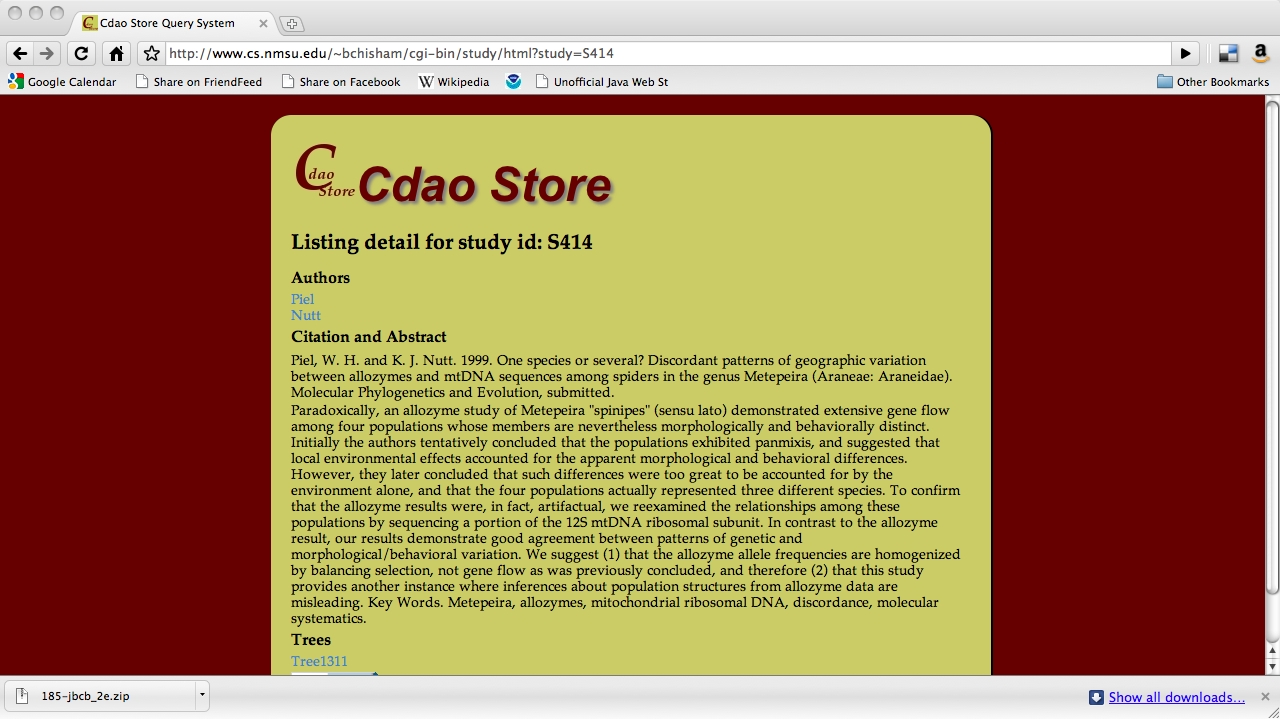 Cdao Store Query System
http://www.cs.nmsu.edu/~bchisham/cgi-bin/study/html?study=S414
Google Calendar Share on FriendFeed Share on Facebook W Wikipedia Unofficial Java Web St Other Bookmarks
Cdao Store Cdao Store
Listing detail for study id: S414
Authors
Piel
Nutt
Citation and Abstract
Piel, W. H. and K. J. Nutt. 1999. One species or several? Discordant patterns of geographic variation
between allozymes and mtDNA sequences among spiders in the genus Metepeira (Araneae: Araneidae).
Molecular Phylogenetics and Evolution, submitted.
Paradoxically, an allozyme study of Metepeira "spinipes" (sensu lato) demonstrated extensive gene flow
among four populations whose members are nevertheless morphologically and behaviorally distinct.
Initially the authors tentatively concluded that the populations exhibited panmixis, and suggested that
local environmental effects accounted for the apparent morphological and behavioral differences.
However, they later concluded that such differences were too great to be accounted for by the
environment alone, and that the four populations actually represented three different species. To confirm
that the allozyme results were, in fact, artifactual, we reexamined the relationships among these
populations by sequencing a portion of the 12S mtDNA ribosomal subunit. In contrast to the allozyme
result, our results demonstrate good agreement between patterns of genetic and
morphological/behavioral variation. We suggest (1) that the allozyme allele frequencies are homogenized
by balancing selection, not gene flow as was previously concluded, and therefore (2) that this study
provides another instance where inferences about population structures from allozyme data are
misleading. Key Words. Metepeira, allozymes, mitochondrial ribosomal DNA, discordance, molecular
systematics.
Trees
Tree1311
185-jbcb_2e.zip Show all downloads...